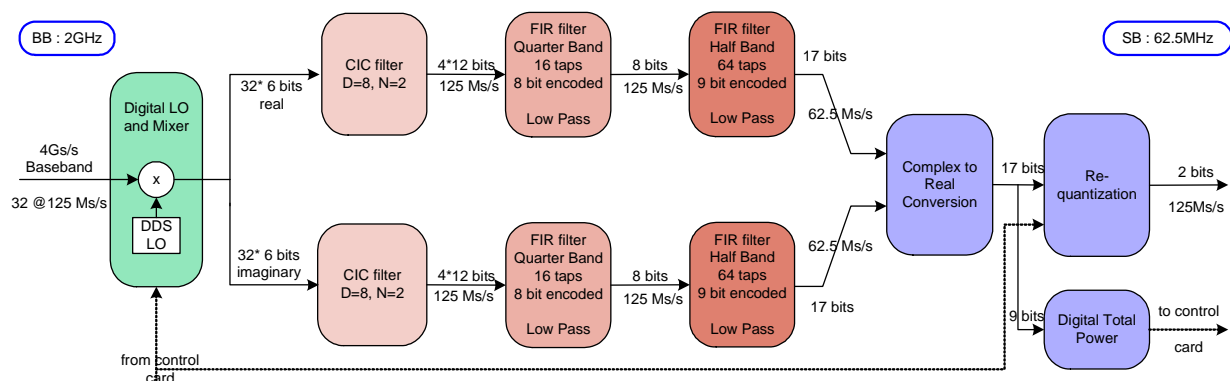 BB : 2GHz
SB : 62.5MHz
4Gs/s
Baseband
32 @125 Ms/s
Digital LO
and Mixer
x
DDS
LO
from control
card
32* 6 bits
real
CIC filter
D=8, N=2
4*12 bits
125 Ms/s
FIR filter
Quarter Band
16 taps
8 bit encoded
Low Pass
8 bits
125 Ms/s
FIR filter
Half Band
64 taps
9 bit encoded
Low Pass
17 bits
62.5 Ms/s
32* 6 bits
imaginary
CIC filter
D=8, N=2
4*12 bits
125 Ms/s
FIR filter
Quarter Band
16 taps
8 bit encoded
Low Pass
8 bits
125 Ms/s
FIR filter
Half Band
64 taps
9 bit encoded
Low Pass
62.5 Ms/s
17 bits
Complex to
Real
Conversion
17 bits
Re-
quantization
2 bits
125Ms/s
9 bits
Digital Total
Power
to control
card